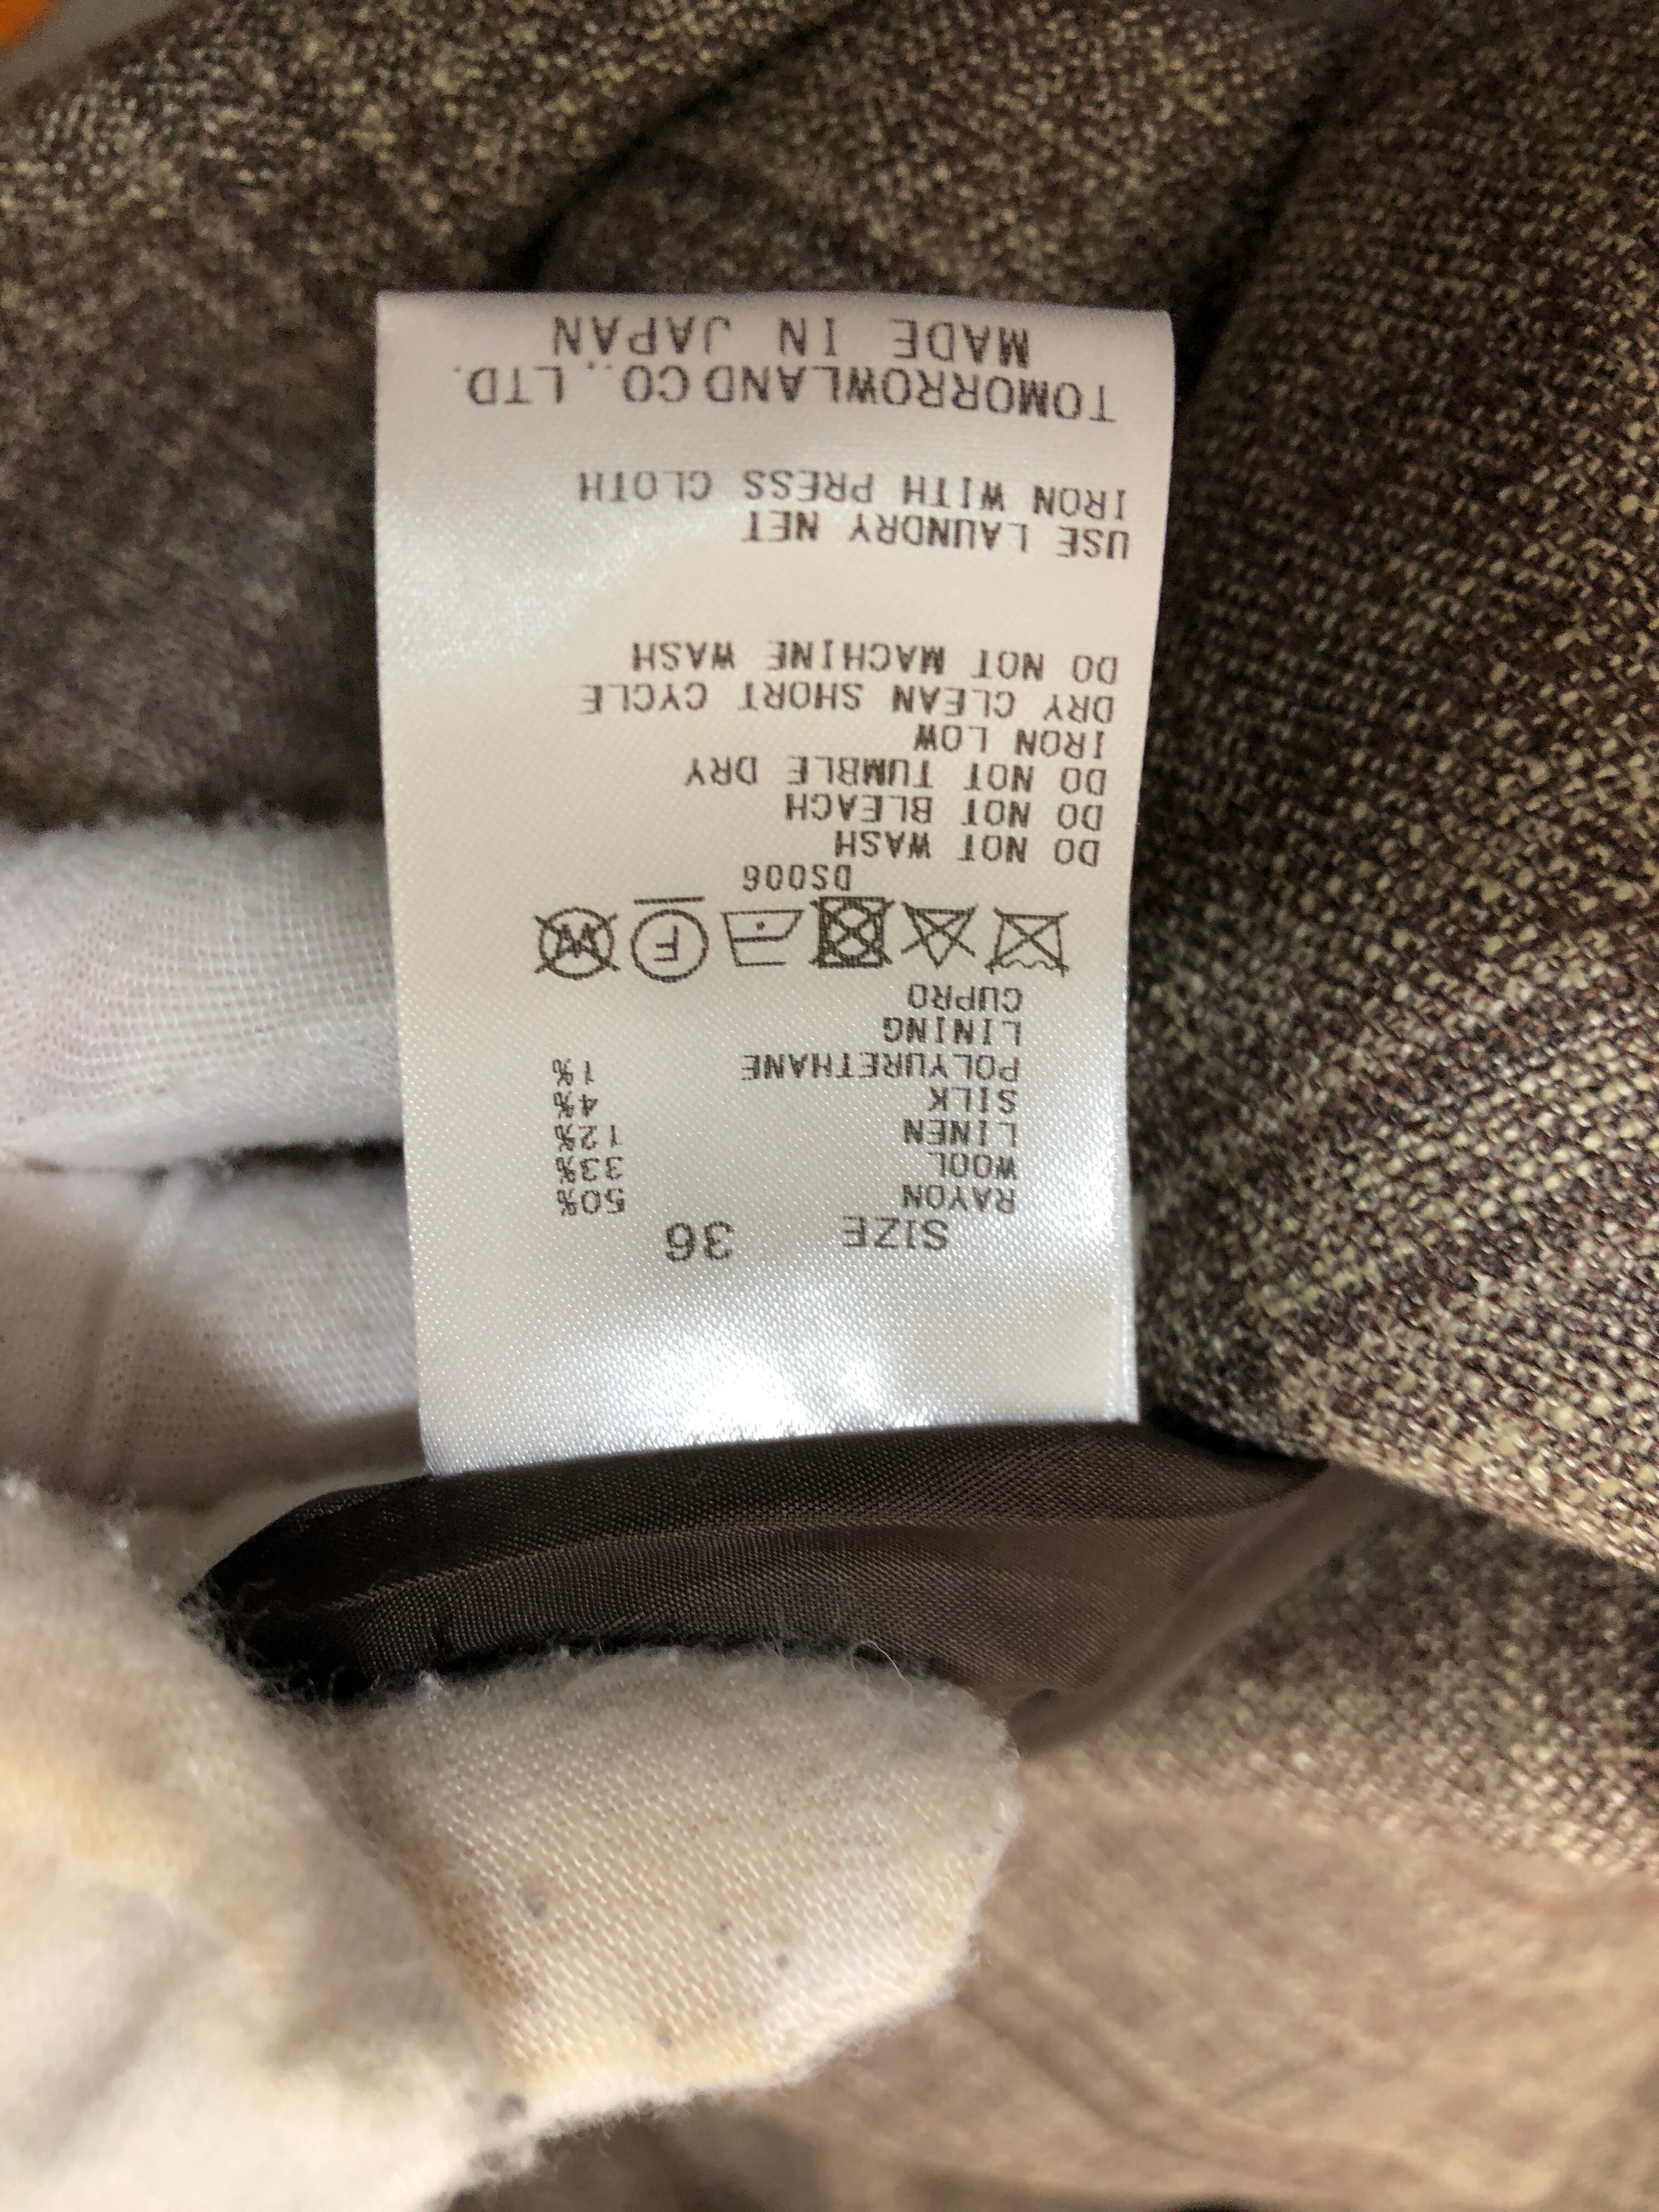 SIZE 36
RAYON 50%
WOOL 33%
LINEN 12%
SILK 4%
POLYURETHANE 1%
LINING
CUPRO
F W
DS006
DO NOT WASH
DO NOT BLEACH
DO NOT TUMBLE DRY
IRON LOW
DRY CLEAN SHORT CYCLE
DO NOT MACHINE WASH
USE LAUNDRY NET
IRON WITH PRESS CLOTH
TOMORROWLAND CO., LTD.
MADE IN JAPAN